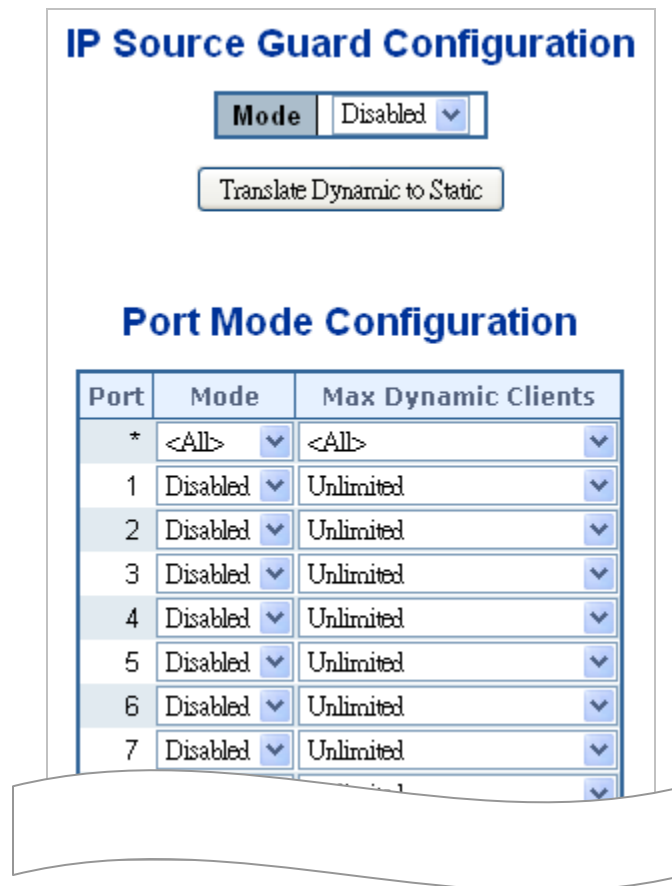 IP Source Guard Configuration
Mode Disabled
Translate Dynamic to Static
Port Mode Configuration
Port Mode Max Dynamic Clients
* <All> <All>
1 Disabled Unlimited
2 Disabled Unlimited
3 Disabled Unlimited
4 Disabled Unlimited
5 Disabled Unlimited
6 Disabled Unlimited
7 Disabled Unlimited